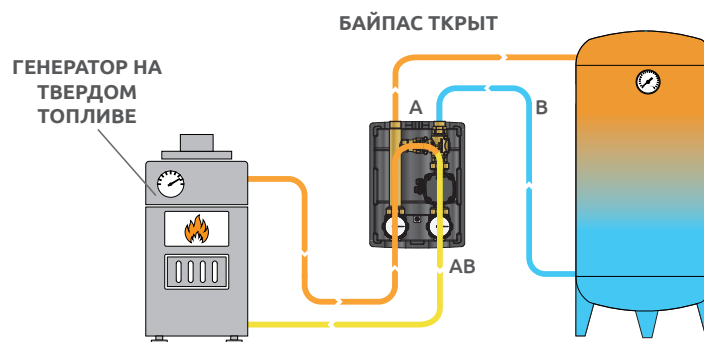 БАЙПАС ТКРЫТ
ГЕНЕРАТОР НА
ТВЕРДОМ
ТОПЛИВЕ
A
B
AB